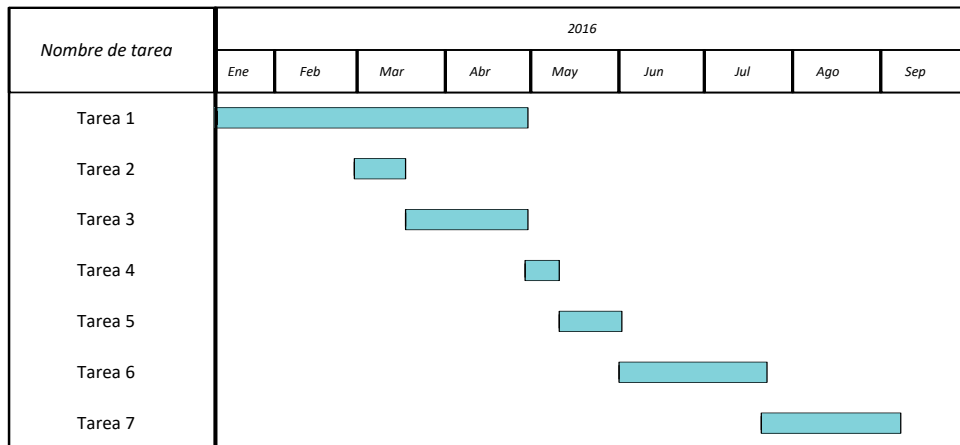 Nombre de tarea
2016
Ene Feb Mar Abr May Jun Jul Ago Sep
Tarea 1
Tarea 2
Tarea 3
Tarea 4
Tarea 5
Tarea 6
Tarea 7